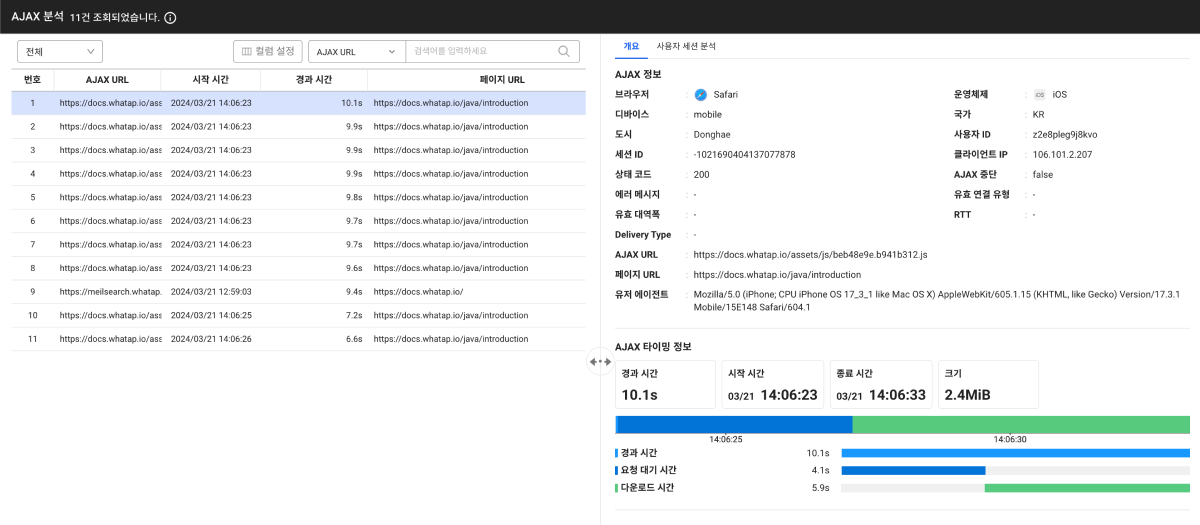 AJAX 분석 11건 조회되었습니다.
전체 컬럼 설정 AJAX URL 검색어를 입력하세요
번호 AJAX URL 시작 시간 경과 시간 페이지 URL
1 https://docs.whatap.io/ass 2024/03/21 14:06:23 10.1s https://docs.whatap.io/java/introduction
2 https://docs.whatap.io/ass 2024/03/21 14:06:23 9.9s https://docs.whatap.io/java/introduction
3 https://docs.whatap.io/ass 2024/03/21 14:06:23 9.9s https://docs.whatap.io/java/introduction
4 https://docs.whatap.io/ass 2024/03/21 14:06:23 9.9s https://docs.whatap.io/java/introduction
5 https://docs.whatap.io/ass 2024/03/21 14:06:23 9.8s https://docs.whatap.io/java/introduction
6 https://docs.whatap.io/ass 2024/03/21 14:06:23 9.7s https://docs.whatap.io/java/introduction
7 https://docs.whatap.io/ass 2024/03/21 14:06:23 9.7s https://docs.whatap.io/java/introduction
8 https://docs.whatap.io/ass 2024/03/21 14:06:23 9.6s https://docs.whatap.io/java/introduction
9 https://meilsearch.whatap. 2024/03/21 12:59:03 9.4s https://docs.whatap.io/
10 https://docs.whatap.io/ass 2024/03/21 14:06:25 7.2s https://docs.whatap.io/java/introduction
11 https://docs.whatap.io/ass 2024/03/21 14:06:26 6.6s https://docs.whatap.io/java/introduction
개요 사용자 세션 분석
AJAX 정보
브라우저 : Safari 운영체제 : iOS iOS
디바이스 : mobile 국가 : KR
도시 : Donghae 사용자 ID : z2e8pleg9j8kvo
세션 ID : -1021690404137077878 클라이언트 IP : 106.101.2.207
상태 코드 : 200 AJAX 중단 : false
에러 메시지 : - 유효 연결 유형 : -
유효 대역폭 : - RTT : -
Delivery Type : -
AJAX URL : https://docs.whatap.io/assets/js/beb48e9e.b941b312.js
페이지 URL : https://docs.whatap.io/java/introduction
유저 에이전트 : Mozilla/5.0 (iPhone; CPU iPhone OS 17_3_1 like Mac OS X) AppleWebKit/605.1.15 (KHTML, like Gecko) Version/17.3.1
Mobile/15E148 Safari/604.1
AJAX 타이밍 정보
경과 시간 시작 시간 종료 시간 크기
10.1s 03/21 14:06:23 03/21 14:06:33 2.4MiB
14:06:25 14:06:30
경과 시간 10.1s
요청 대기 시간 4.1s
다운로드 시간 5.9s